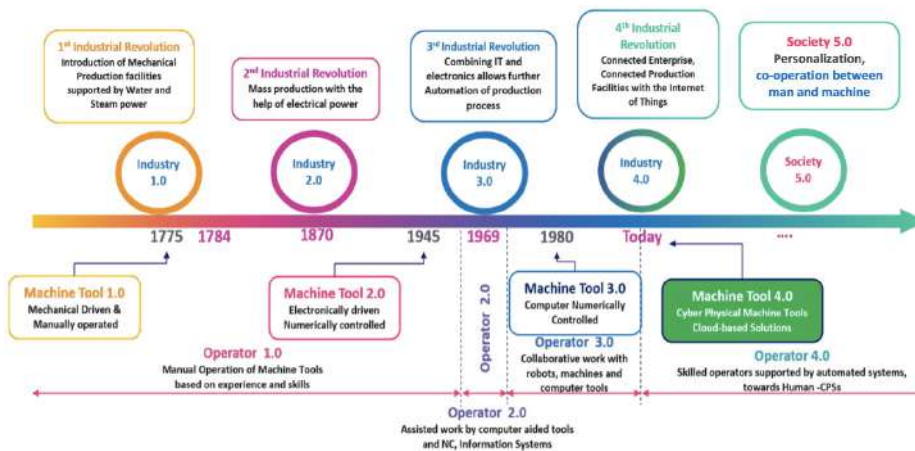 1st Industrial Revolution
Introduction of Mechanical
Production facilities
supported by Water and
Steam power
2nd Industrial Revolution
Mass production with the
help of electrical power
3rd Industrial Revolution
Combining IT and
electronics allows further
Automation of production
process
4th Industrial
Revolution
Connected Enterprise,
Connected Production
Facilities with the Internet
of Things
Society 5.0
Personalization,
co-operation between
man and machine
Industry
1.0
Industry
2.0
Industry
3.0
Industry
4.0
Society
5.0
1775 1784 1870 1945 1969 1980 Today ....
Machine Tool 1.0
Mechanical Driven &
Manually operated
Machine Tool 2.0
Electronically driven
Numerically controlled
Operator 2.0
Machine Tool 3.0
Computer Numerically
Controlled
Machine Tool 4.0
Cyber Physical Machine Tools
Cloud-based Solutions
Operator 1.0
Manual Operation of Machine Tools
based on experience and skills
Operator 3.0
Collaborative work with
robots, machines and
computer tools
Operator 4.0
Skilled operators supported by automated systems,
towards Human -CPSs
Operator 2.0
Assisted work by computer aided tools
and NC, Information Systems